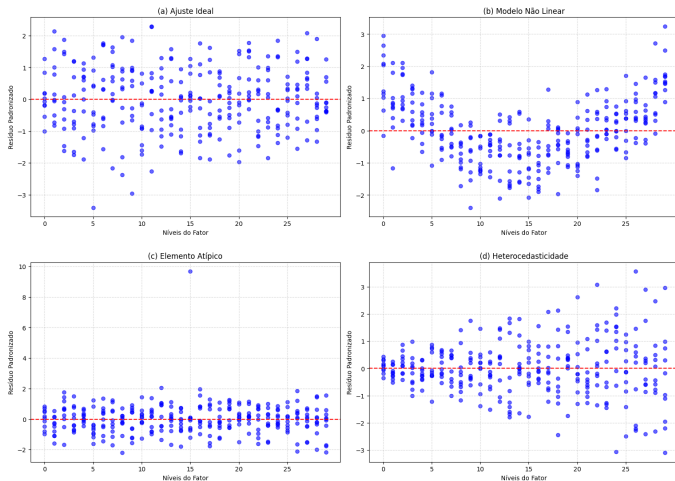 (a) Ajuste Ideal
Resíduo Padronizado
2
1
0
−1
−2
−3
0 5 10 15 20 25
Níveis do Fator
(b) Modelo Não Linear
Resíduo Padronizado
3
2
1
0
−1
−2
0 5 10 15 20 25
Níveis do Fator
(c) Elemento Atípico
Resíduo Padronizado
10
8
6
4
2
0
−2
0 5 10 15 20 25
Níveis do Fator
(d) Heterocedasticidade
Resíduo Padronizado
3
2
1
0
−1
−2
−3
0 5 10 15 20 25
Níveis do Fator